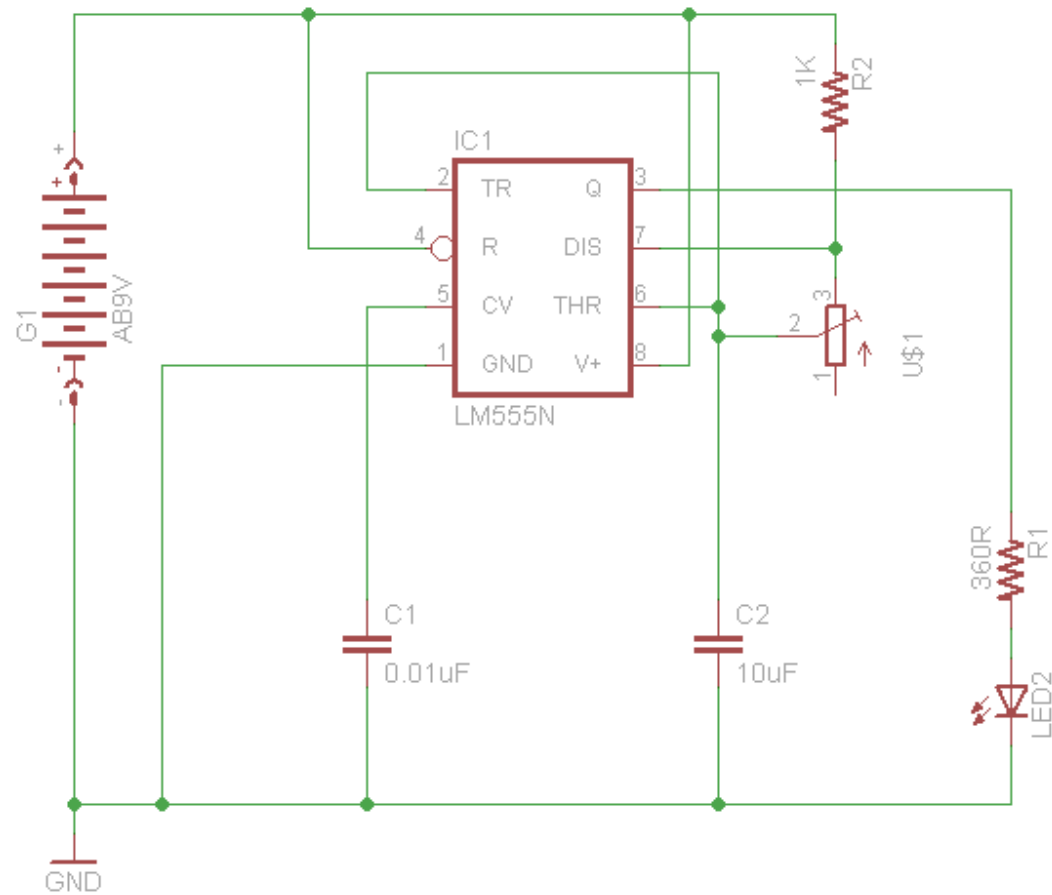 1K
R2
IC1
2
TR
Q
3
+
+
4
R
DIS
7
G1
AB9V
5
CV
THR
6
3
2
1
U$1
1
GND
V+
8
-
-
LM555N
360R
R1
C1
0.01uF
C2
10uF
LED2
GND